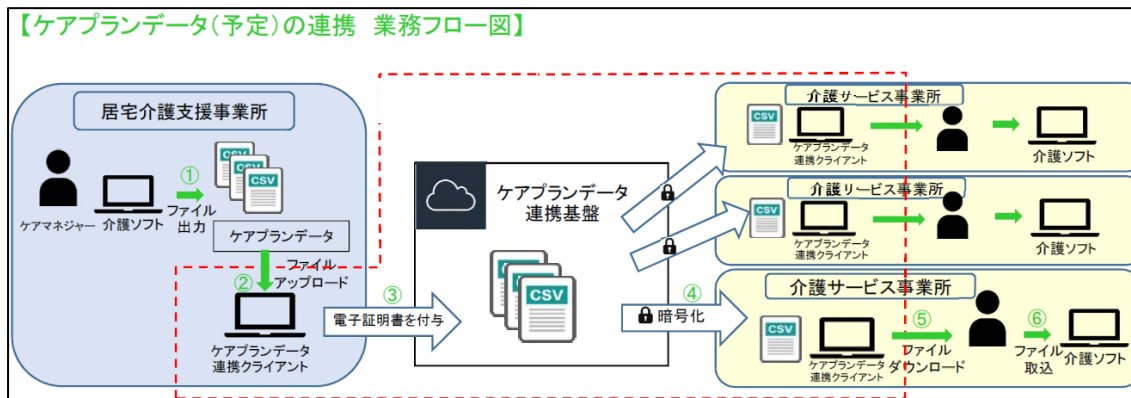 【ケアプランデータ(予定)の連携 業務フロー図】
居宅介護支援事業所
ケアマネジャー
介護ソフト
①
ファイル
出力
CSV
CSV
CSV
ケアプランデータ
②
ファイル
アップロード
ケアプランデータ
連携クライアント
③
電子証明書を付与
ケアプランデータ
連携基盤
CSV
④
暗号化
介護サービス事業所
CSV
ケアプランデータ
連携クライアント
介護ソフト
介護サービス事業所
CSV
ケアプランデータ
連携クライアント
介護ソフト
介護サービス事業所
CSV
ケアプランデータ
連携クライアント
⑤
ファイル
ダウンロード
⑥
ファイル
取込
介護ソフト